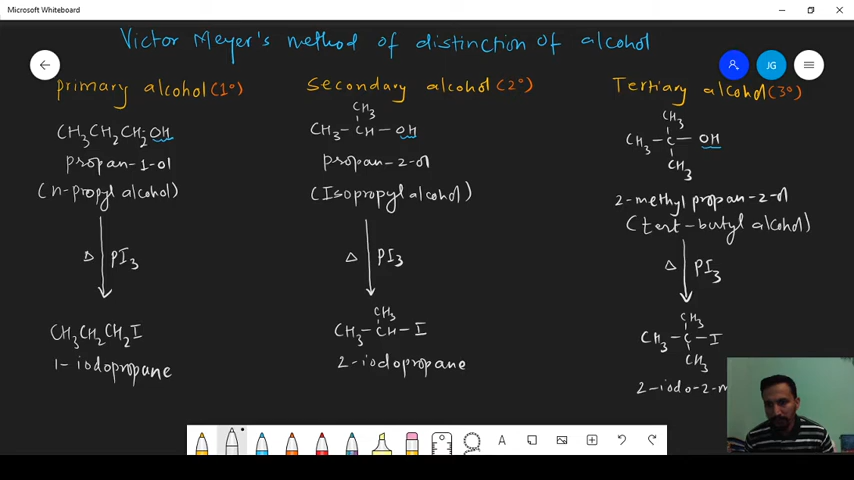 Microsoft Whiteboard
Victor Meyer's method of distinction of alcohol
JG
primary alcohol (1°)
CH3CH2CH2OH
propan-1-ol
(n-propyl alcohol)
Δ PI3
CH3CH2CH2I
1-iodopropane
Secondary alcohol (2°)
CH3
CH3-CH-OH
propan-2-ol
(Isopropyl alcohol)
Δ PI3
CH3
CH3-CH-I
2-iodopropane
Tertiary alcohol (3°)
CH3
CH3-C-OH
CH3
2-methyl propan-2-ol
(tert-butyl alcohol)
Δ PI3
CH3
CH3-C-I
CH3
2-iodo-2-m
A